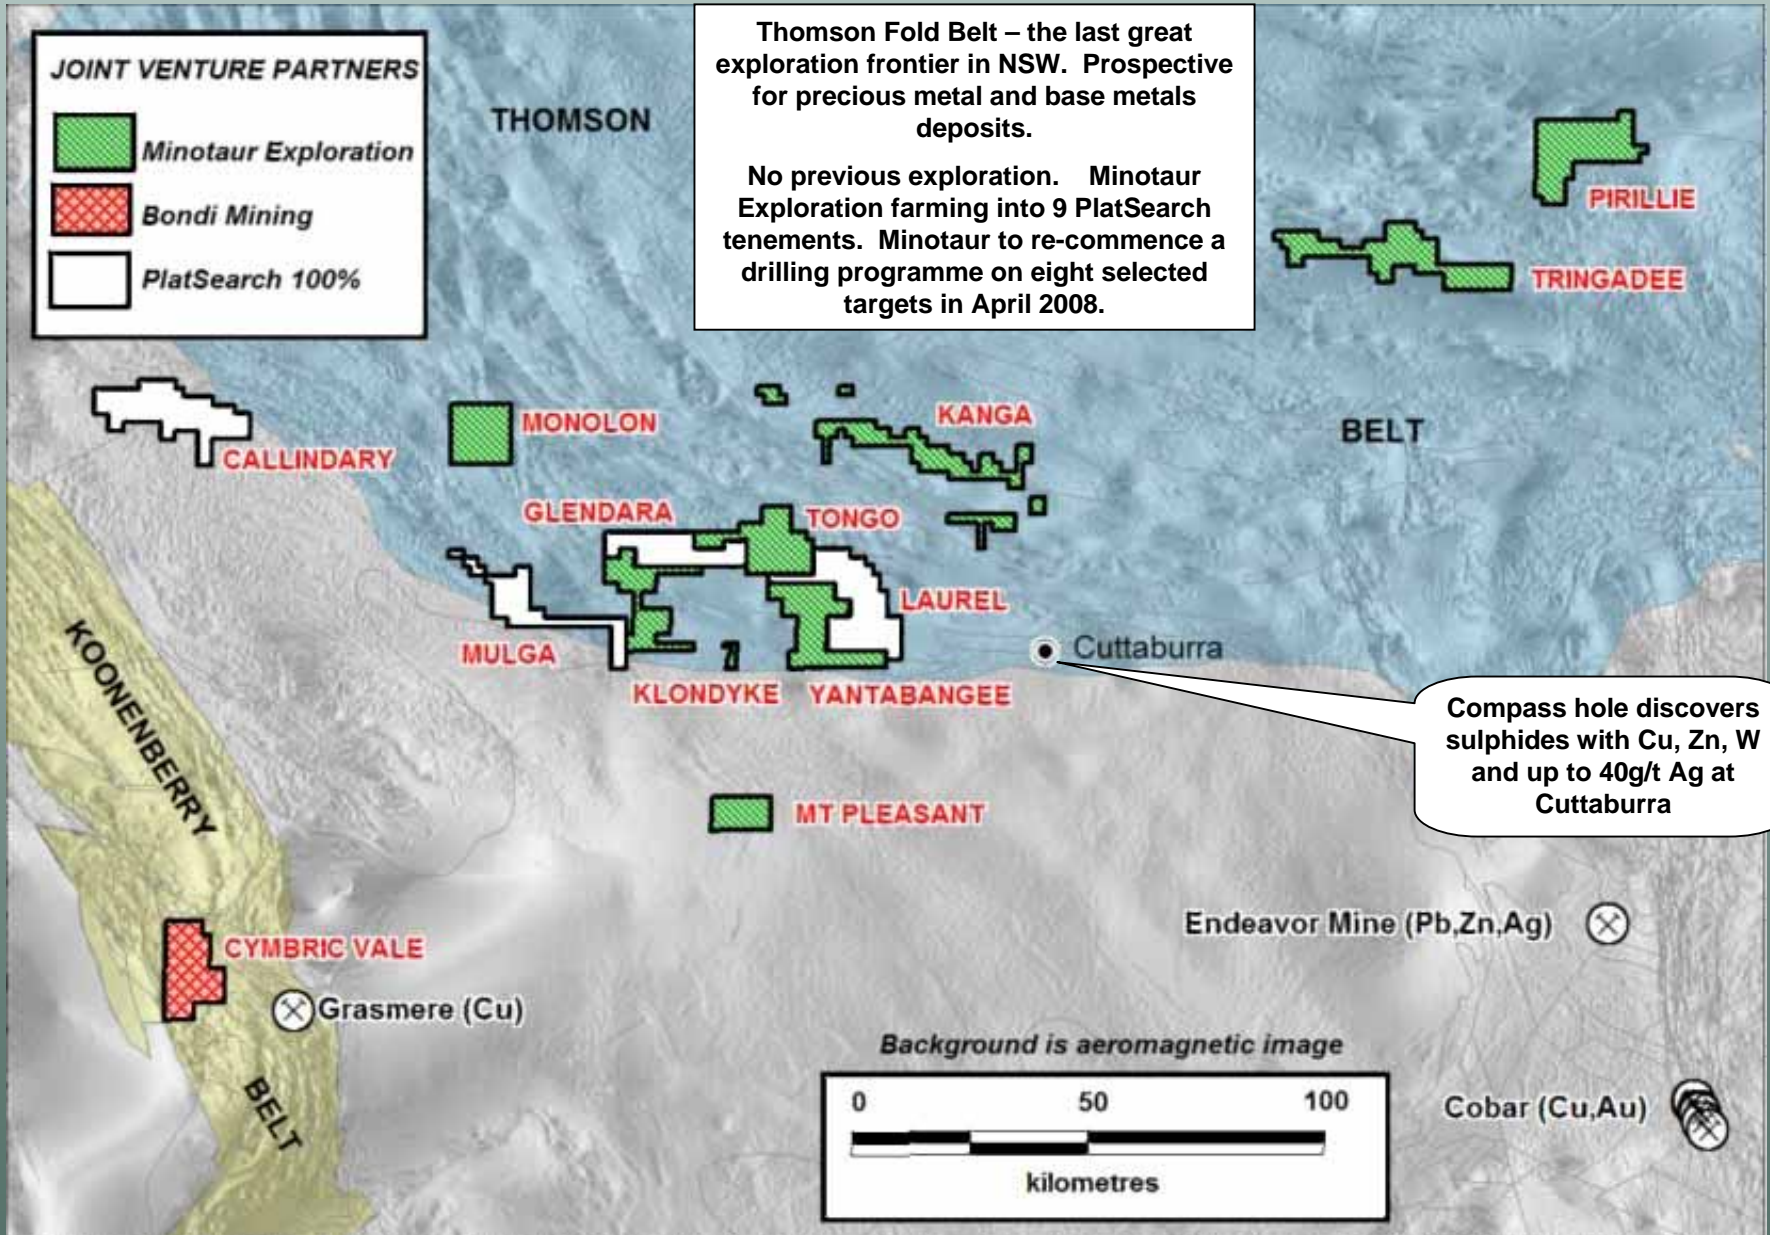 JOINT VENTURE PARTNERS
Minotaur Exploration
Bondi Mining
PlatSearch 100%
Thomson Fold Belt – the last great
exploration frontier in NSW. Prospective
for precious metal and base metals
deposits.
No previous exploration. Minotaur
Exploration farming into 9 PlatSearch
tenements. Minotaur to re-commence a
drilling programme on eight selected
targets in April 2008.
THOMSON
BELT
PIRILLIE
TRINGADEE
CALLINDARY
MONOLON
KANGA
GLENDARA
TONGO
LAUREL
MULGA
Cuttaburra
KLONDYKE
YANTABANGEE
Compass hole discovers
sulphides with Cu, Zn, W
and up to 40g/t Ag at
Cuttaburra
KOONENBERRY
BELT
MT PLEASANT
CYMBRIC VALE
Grasmere (Cu)
Endeavor Mine (Pb,Zn,Ag)
Cobar (Cu,Au)
Background is aeromagnetic image
0 50 100
kilometres